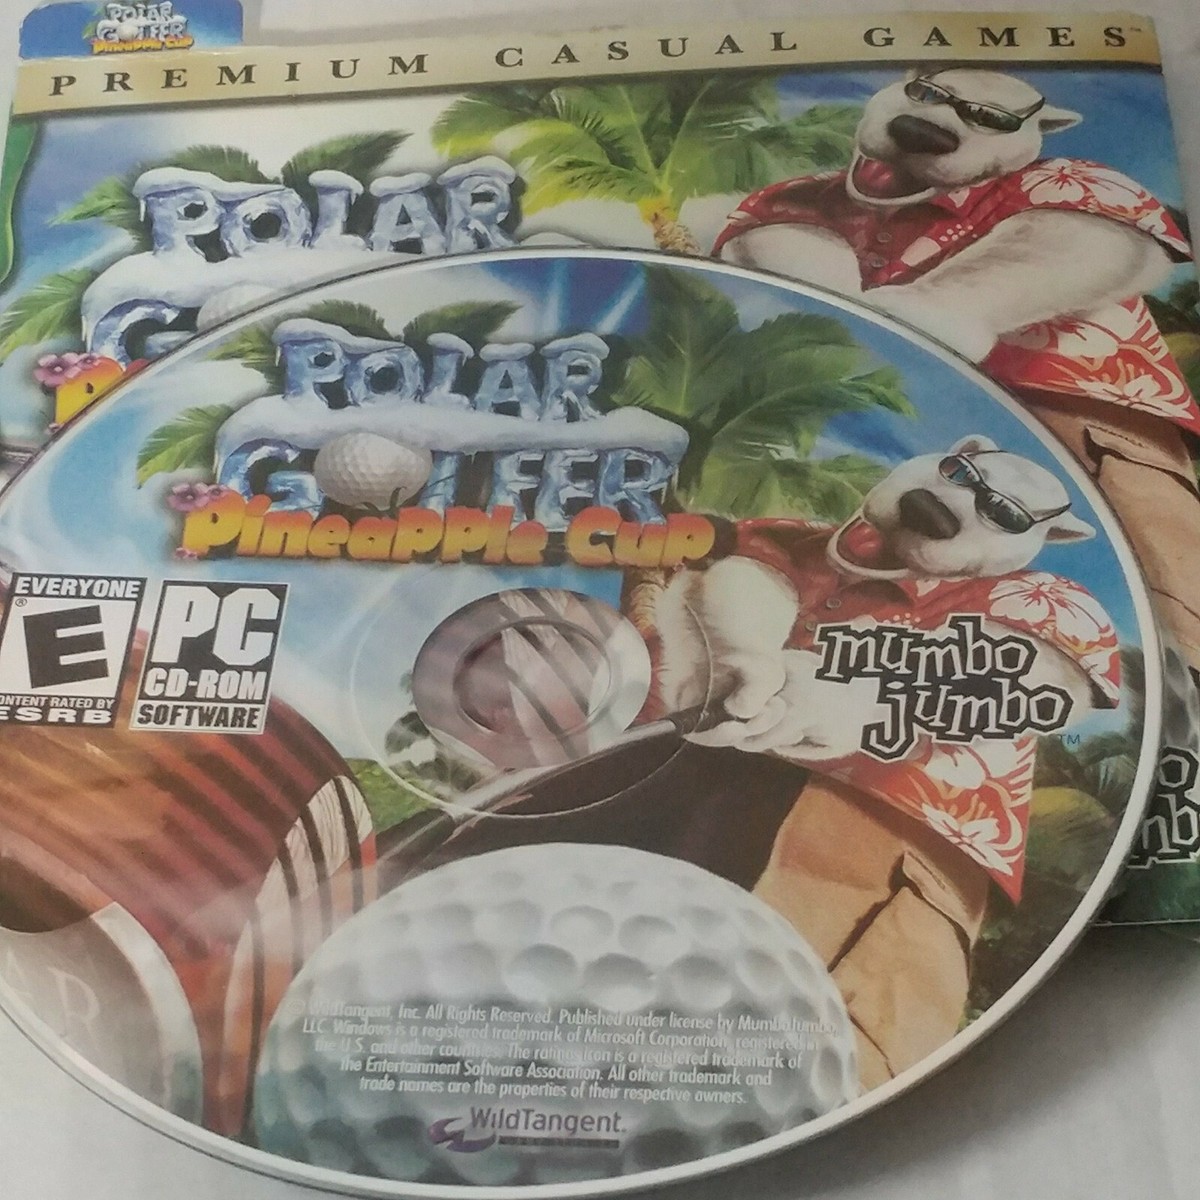 POLAR
GOLFER
Pineapple Cup
PREMIUM CASUAL GAMES
POLAR
POLAR
GOLFER
Pineapple Cup
EVERYONE
E
CONTENT RATED BY
ESRB
PC
CD-ROM
SOFTWARE
mumbo
jumbo
TM
WildTangent, Inc. All Rights Reserved. Published under license by MumboJumbo
LLC. Windows is a registered trademark of Microsoft Corporation, registered in
the U.S. and other countries. The rating icon is a registered trademark of
the Entertainment Software Association. All other trademark and
trade names are the properties of their respective owners.
WildTangent